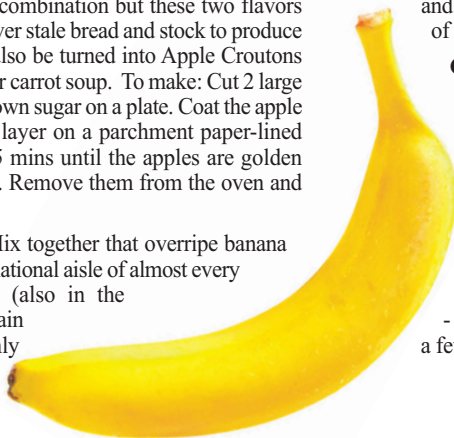 combination but these two flavors
ver stale bread and stock to produce
also be turned into Apple Croutons
r carrot soup. To make: Cut 2 large
own sugar on a plate. Coat the apple
layer on a parchment paper-lined
5 mins until the apples are golden
. Remove them from the oven and
Mix together that overripe banana
national aisle of almost every
(also in the
ain
nly
and
of
-
a fe